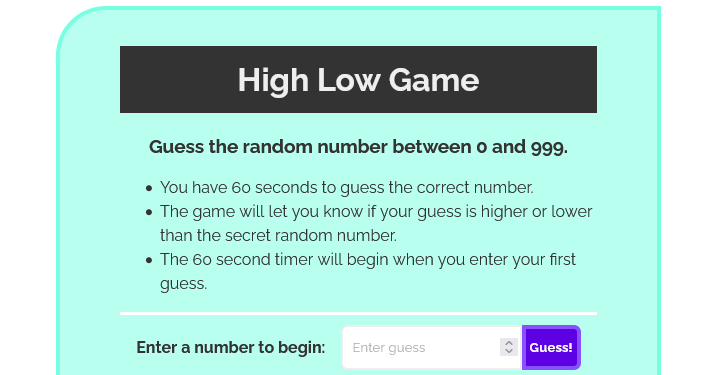 High Low Game
Guess the random number between 0 and 999.
You have 60 seconds to guess the correct number.
The game will let you know if your guess is higher or lower
than the secret random number.
The 60 second timer will begin when you enter your first
guess.
Enter a number to begin: Enter guess Guess!